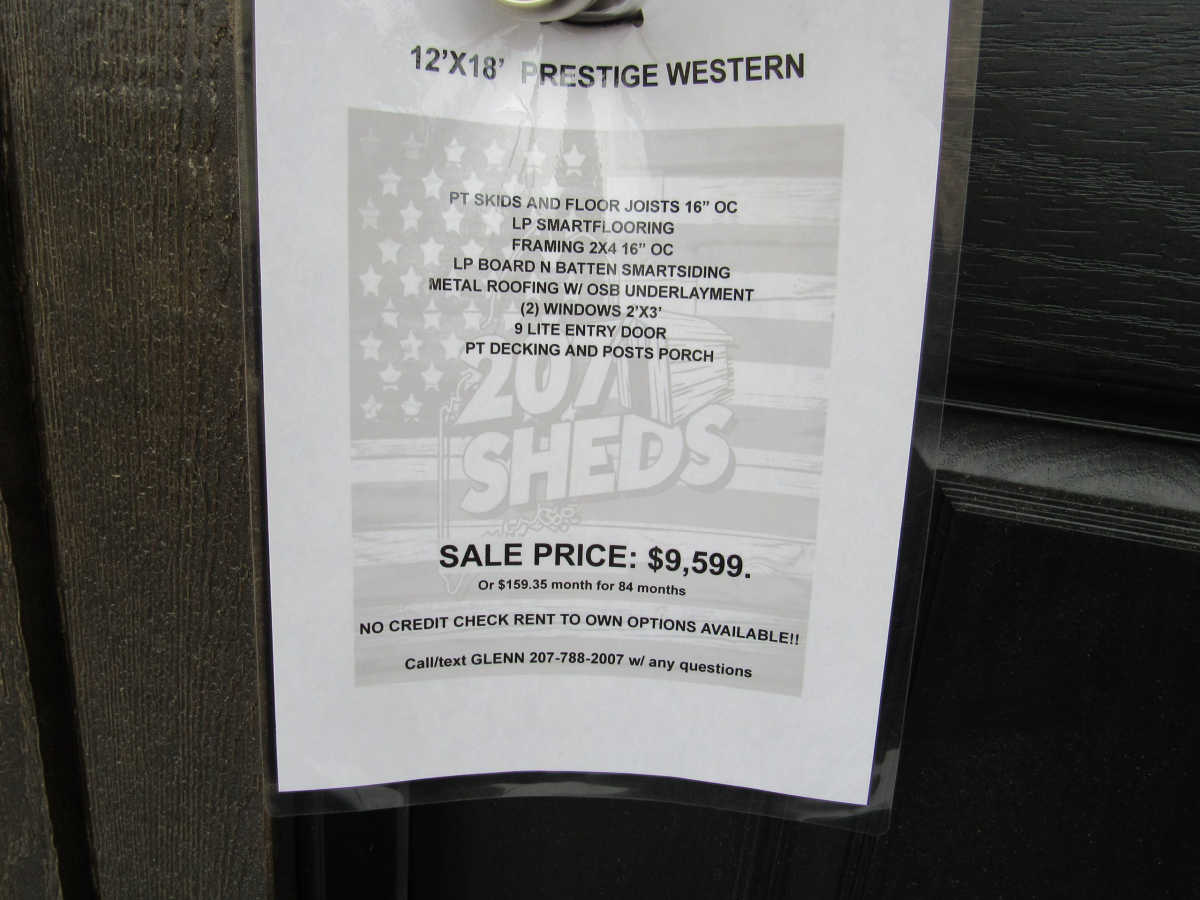 12'X18' PRESTIGE WESTERN
PT SKIDS AND FLOOR JOISTS 16” OC
LP SMARTFLOORING
FRAMING 2X4 16” OC
LP BOARD N BATTEN SMARTSIDING
METAL ROOFING W/ OSB UNDERLAYMENT
(2) WINDOWS 2'X3'
9 LITE ENTRY DOOR
PT DECKING AND POSTS PORCH
207
SHEDS
SALE PRICE: $9,599.
Or $159.35 month for 84 months
NO CREDIT CHECK RENT TO OWN OPTIONS AVAILABLE!!
Call/text GLENN 207-788-2007 w/ any questions